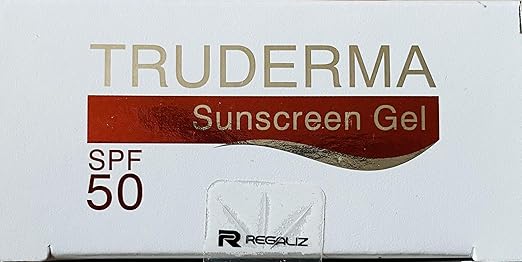 TRUDERMA
Sunscreen Gel
SPF
50
REGALIZ